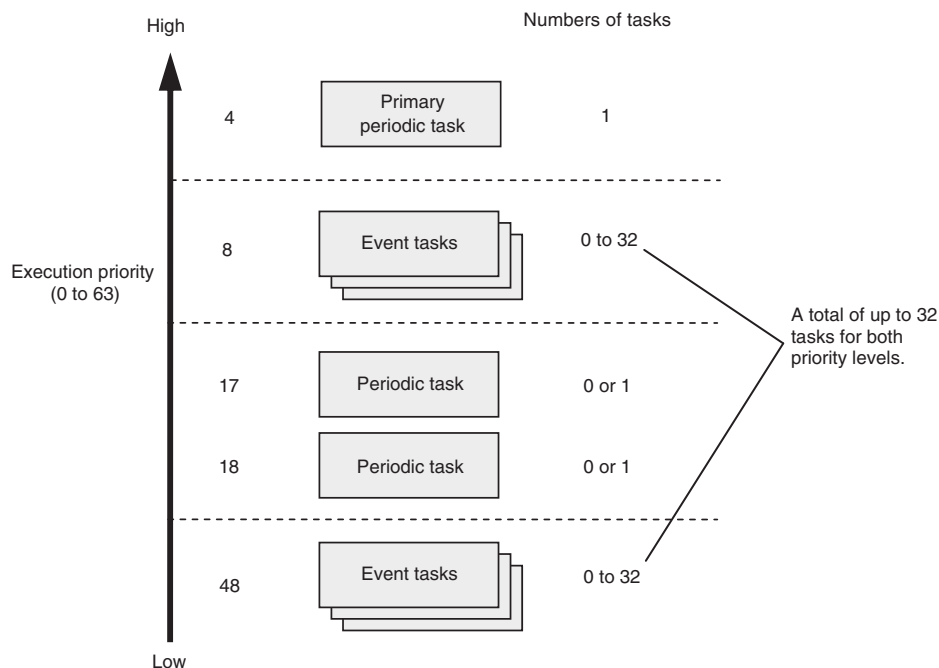 High
Numbers of tasks
4
Primary
periodic task
1
8
Event tasks
0 to 32
Execution priority
(0 to 63)
A total of up to 32
tasks for both
priority levels.
17
Periodic task
0 or 1
18
Periodic task
0 or 1
48
Event tasks
0 to 32
Low